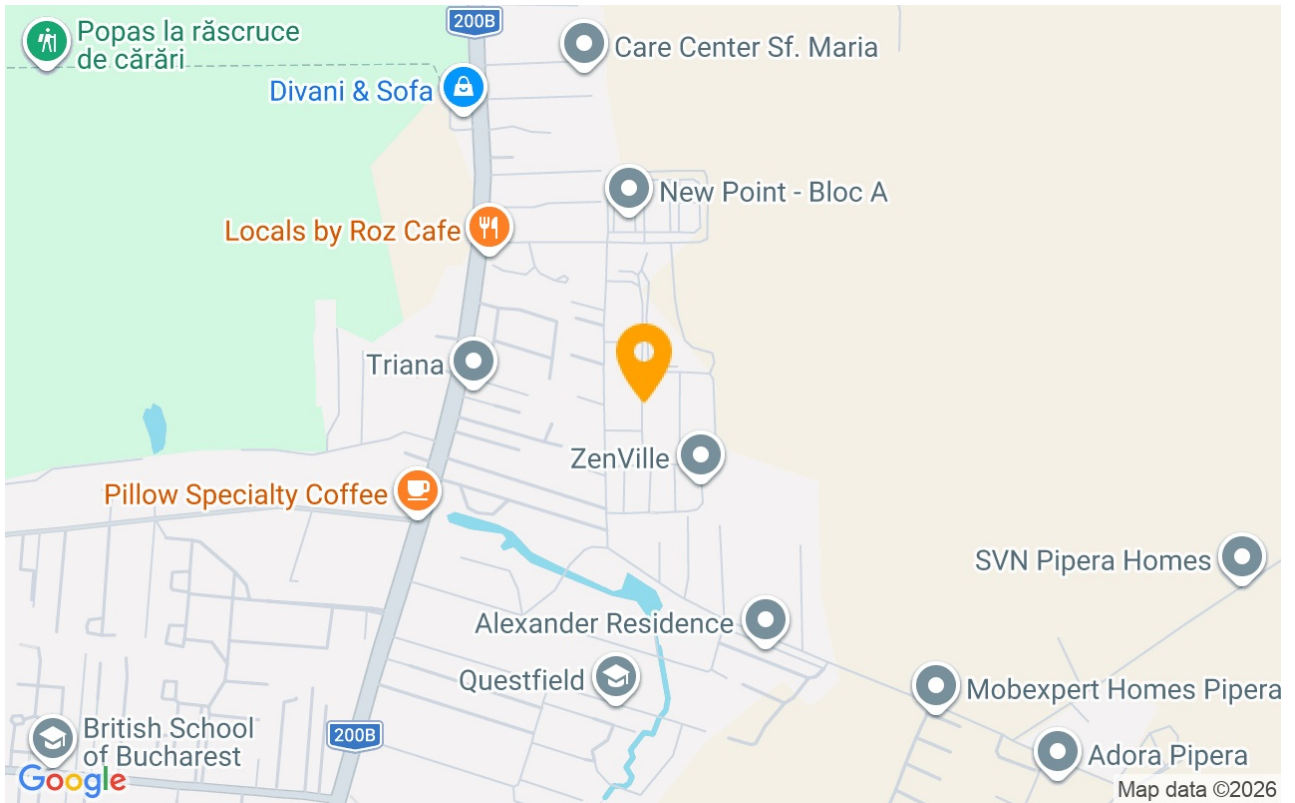 200B
Popas la răscruce
de cărări
Care Center Sf. Maria
Divani & Sofa
New Point - Bloc A
Locals by Roz Cafe
Triana
ZenVille
Pillow Specialty Coffee
SVN Pipera Homes
Alexander Residence
Questfield
Mobexpert Homes Pipera
British School
of Bucharest
200B
Adora Pipera
Google
Map data ©2026